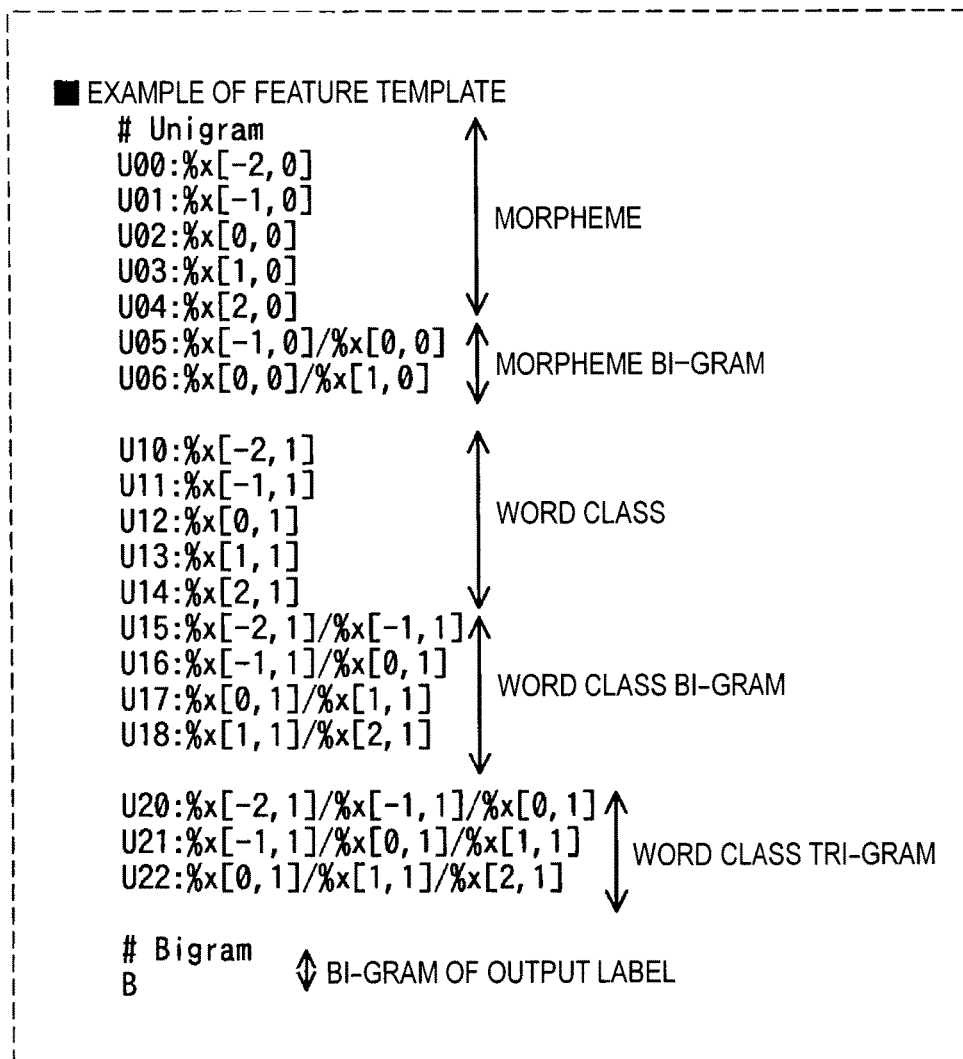 ■ EXAMPLE OF FEATURE TEMPLATE
# Unigram
U00:%x[-2,0]
U01:%x[-1,0]
U02:%x[0,0]
U03:%x[1,0]
U04:%x[2,0]
MORPHEME
U05:%x[-1,0]/%x[0,0]
U06:%x[0,0]/%x[1,0]
MORPHEME BI-GRAM
U10:%x[-2,1]
U11:%x[-1,1]
U12:%x[0,1]
U13:%x[1,1]
U14:%x[2,1]
WORD CLASS
U15:%x[-2,1]/%x[-1,1]
U16:%x[-1,1]/%x[0,1]
U17:%x[0,1]/%x[1,1]
U18:%x[1,1]/%x[2,1]
WORD CLASS BI-GRAM
U20:%x[-2,1]/%x[-1,1]/%x[0,1]
U21:%x[-1,1]/%x[0,1]/%x[1,1]
U22:%x[0,1]/%x[1,1]/%x[2,1]
WORD CLASS TRI-GRAM
# Bigram
B
BI-GRAM OF OUTPUT LABEL